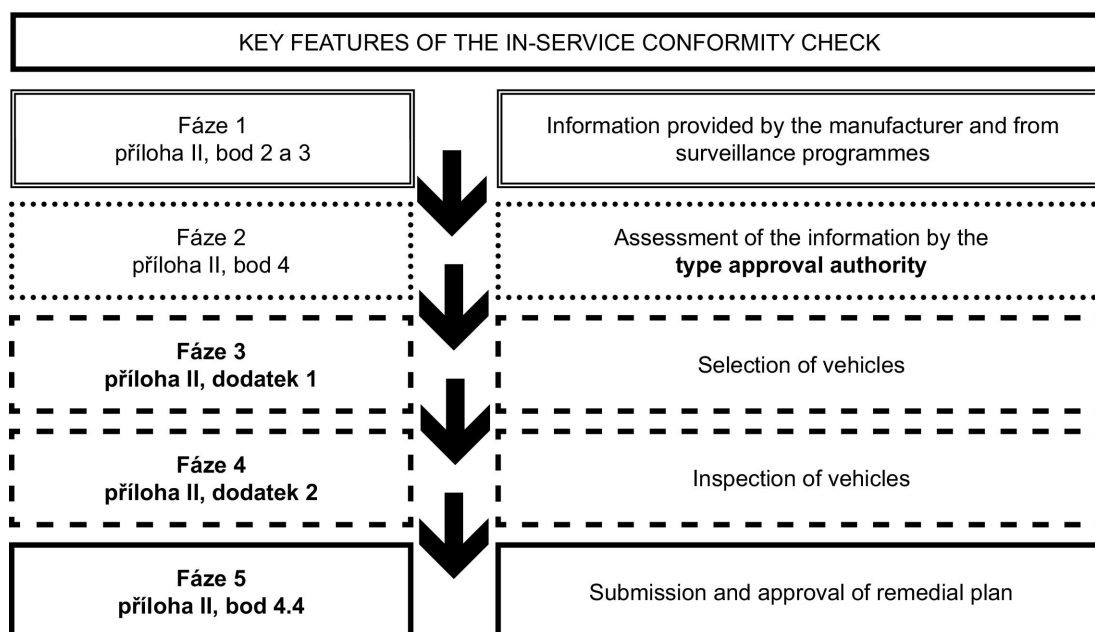 KEY FEATURES OF THE IN-SERVICE CONFORMITY CHECK
Fáze 1
příloha II, bod 2 a 3
Information provided by the manufacturer and from
surveillance programmes
Fáze 2
příloha II, bod 4
Assessment of the information by the
type approval authority
Fáze 3
příloha II, dodatek 1
Selection of vehicles
Fáze 4
příloha II, dodatek 2
Inspection of vehicles
Fáze 5
příloha II, bod 4.4
Submission and approval of remedial plan